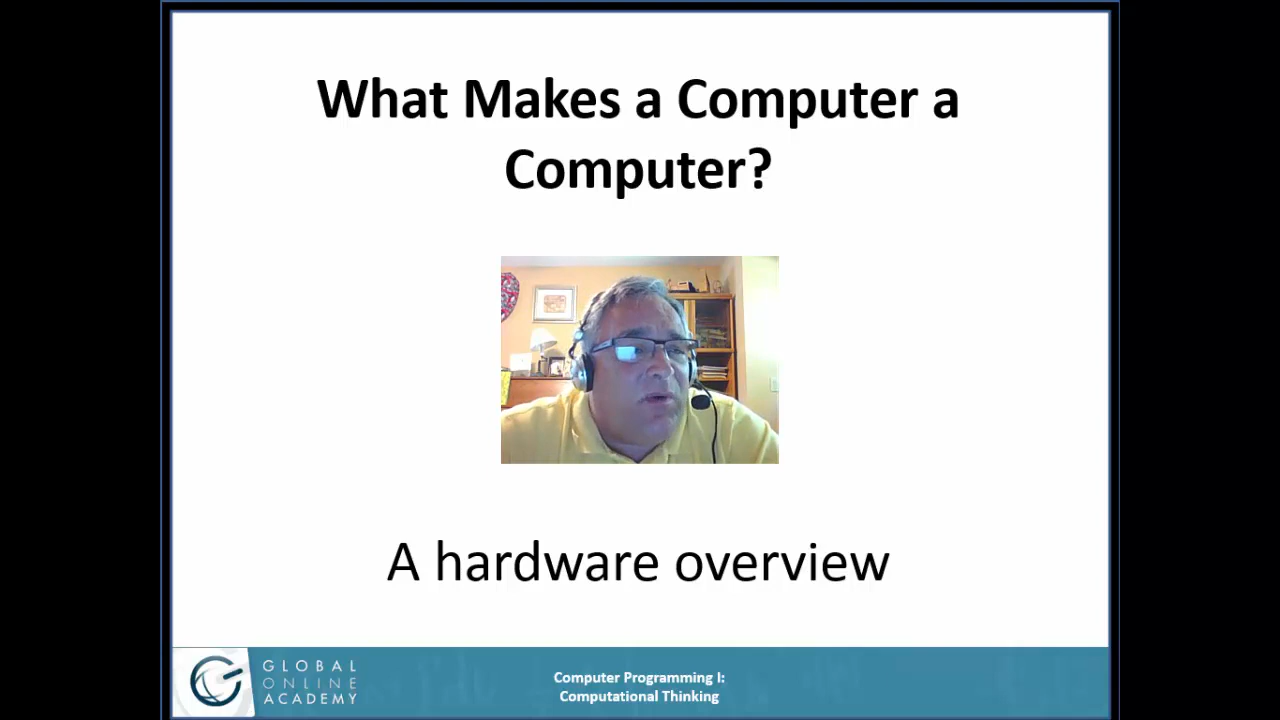 What Makes a Computer a
Computer?
A hardware overview
GLOBAL
ONLINE
ACADEMY
Computer Programming I:
Computational Thinking